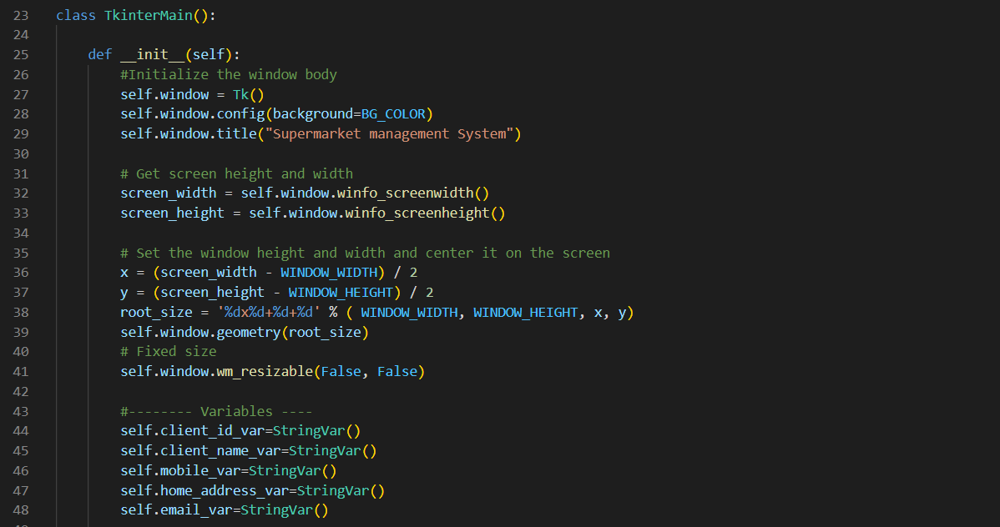 23 class TkinterMain():
24
25     def __init__(self):
26         #Initialize the window body
27         self.window = Tk()
28         self.window.config(background=BG_COLOR)
29         self.window.title("Supermarket management System")
30
31         # Get screen height and width
32         screen_width = self.window.winfo_screenwidth()
33         screen_height = self.window.winfo_screenheight()
34
35         # Set the window height and width and center it on the screen
36         x = (screen_width - WINDOW_WIDTH) / 2
37         y = (screen_height - WINDOW_HEIGHT) / 2
38         root_size = '%dx%d+%d+%d' % ( WINDOW_WIDTH, WINDOW_HEIGHT, x, y)
39         self.window.geometry(root_size)
40         # Fixed size
41         self.window.wm_resizable(False, False)
42
43         #-------- Variables ----
44         self.client_id_var=StringVar()
45         self.client_name_var=StringVar()
46         self.mobile_var=StringVar()
47         self.home_address_var=StringVar()
48         self.email_var=StringVar()